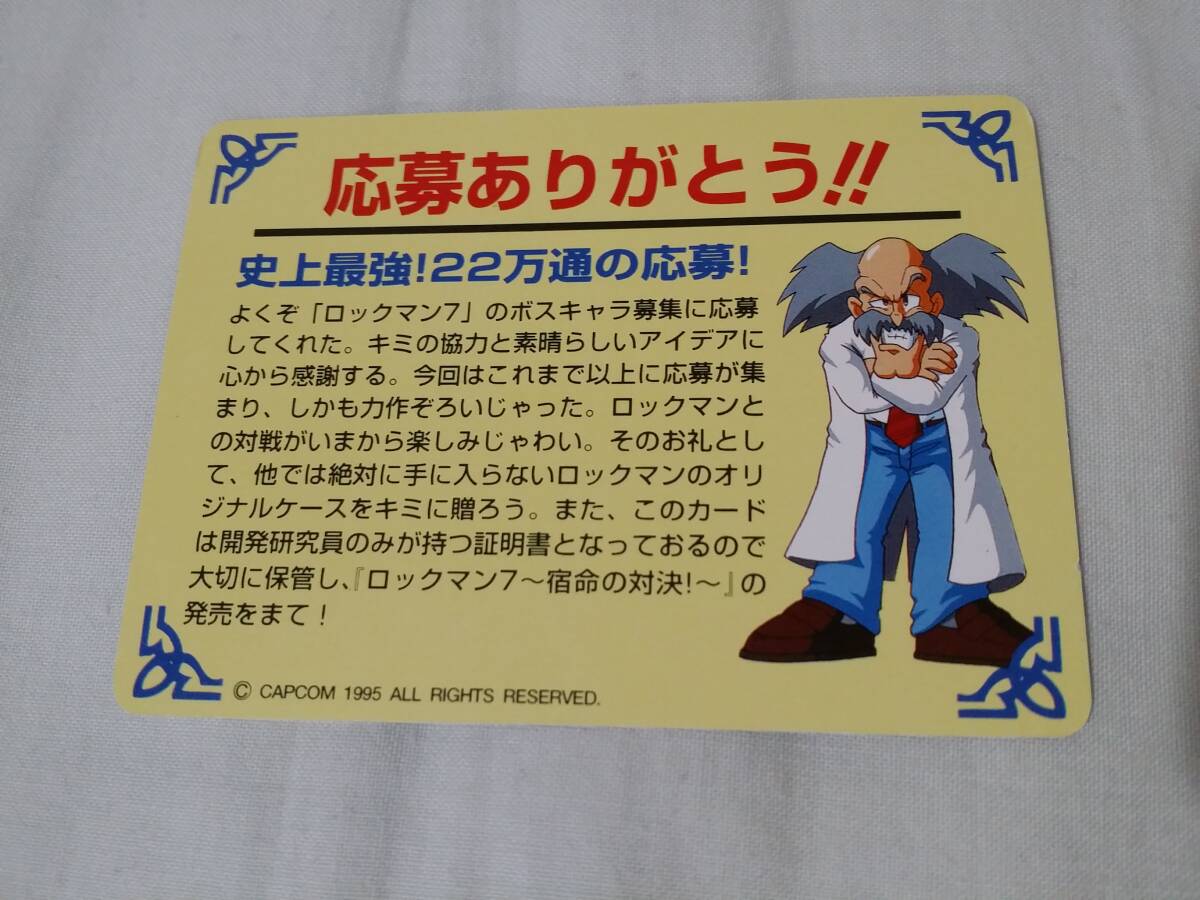 応募ありがとう!!
史上最強!22万通の応募!
よくぞ「ロックマン7」のボスキャラ募集に応募
してくれた。キミの協力と素晴らしいアイデアに
心から感謝する。今回はこれまで以上に応募が集
まり、しかも力作ぞろいじゃった。ロックマンと
の対戦がいまから楽しみじゃわい。そのお礼とし
て、他では絶対に手に入らないロックマンのオリ
ジナルケースをキミに贈ろう。また、このカード
は開発研究員のみが持つ証明書となっておるので
大切に保管し、『ロックマン7〜宿命の対決!〜』の
発売をまて!
© CAPCOM 1995 ALL RIGHTS RESERVED.